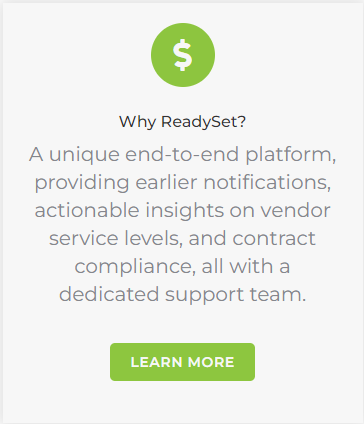 $
Why ReadySet?
A unique end-to-end platform,
providing earlier notifications,
actionable insights on vendor
service levels, and contract
compliance, all with a
dedicated support team.
LEARN MORE